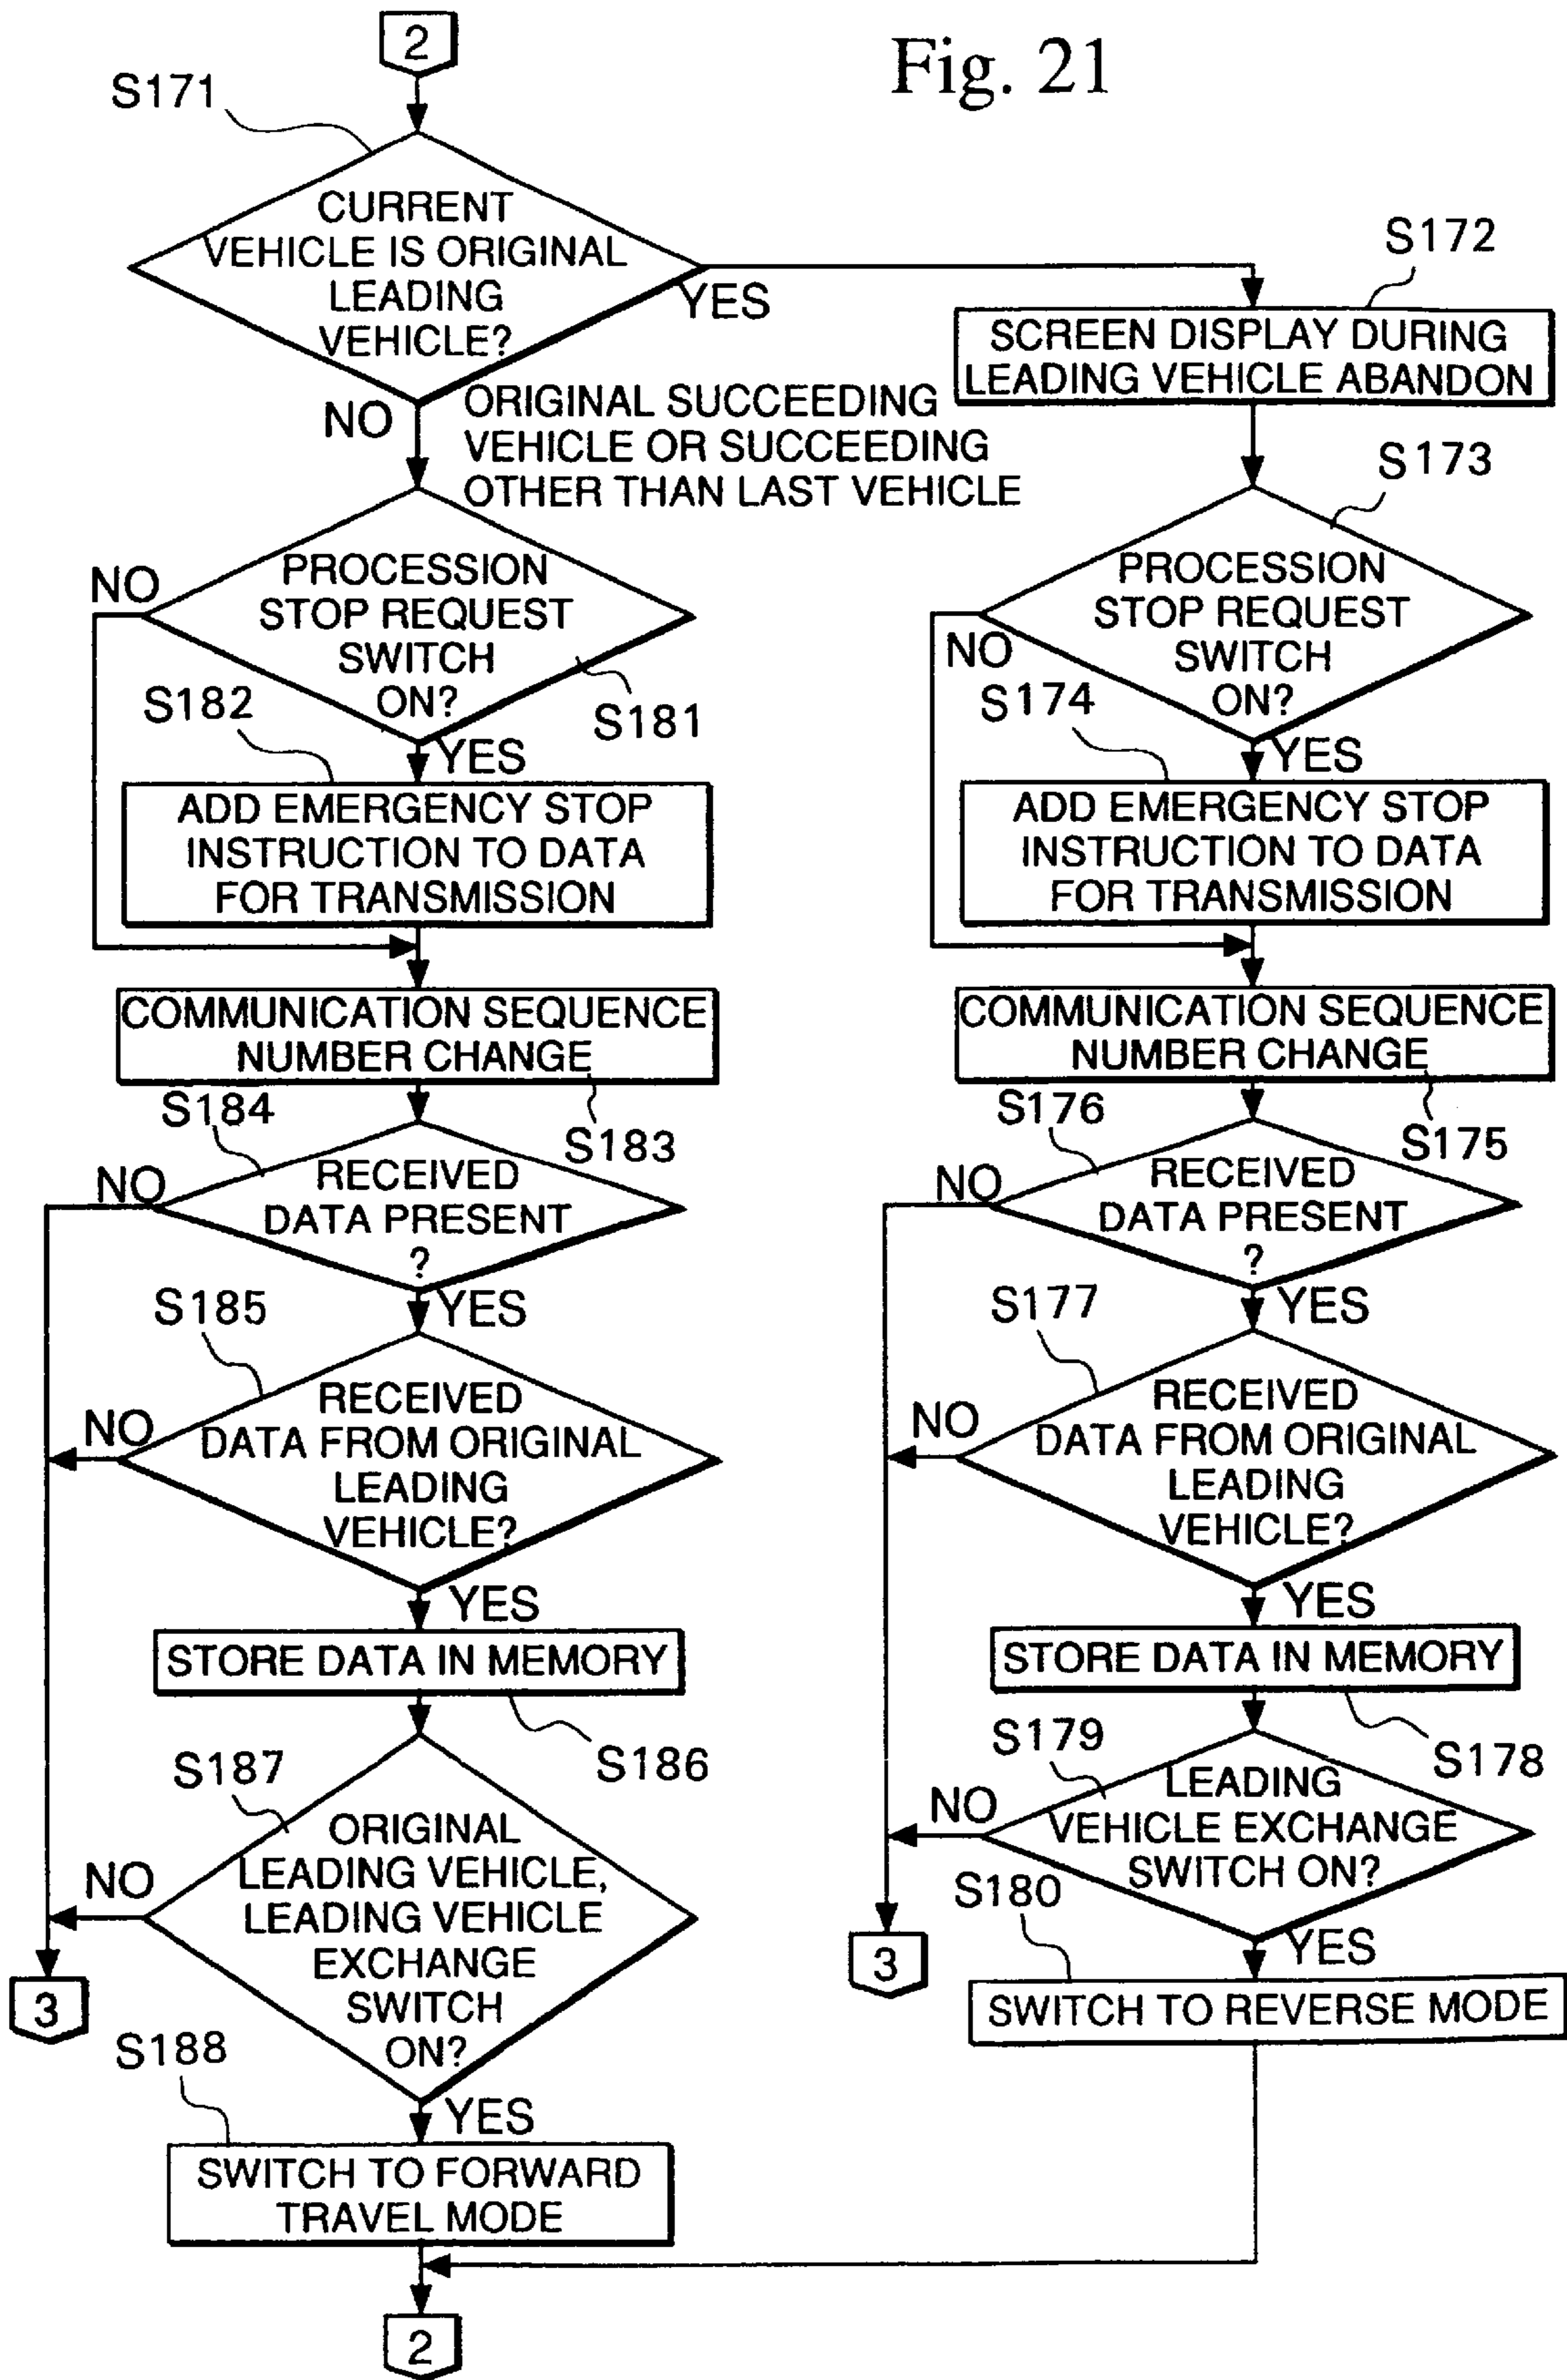 2
Fig. 21
S171
CURRENT
VEHICLE IS ORIGINAL
LEADING
VEHICLE?
YES
NO
ORIGINAL SUCCEEDING
VEHICLE OR SUCCEEDING
OTHER THAN LAST VEHICLE
S172
SCREEN DISPLAY DURING
LEADING VEHICLE ABANDON
PROCESSION
STOP REQUEST
SWITCH
ON?
NO
S181
YES
S182
ADD EMERGENCY STOP
INSTRUCTION TO DATA
FOR TRANSMISSION
COMMUNICATION SEQUENCE
NUMBER CHANGE
S183
S184
RECEIVED
DATA PRESENT
?
NO
YES
S185
RECEIVED
DATA FROM ORIGINAL
LEADING
VEHICLE?
NO
YES
STORE DATA IN MEMORY
S186
S187
ORIGINAL
LEADING VEHICLE,
LEADING VEHICLE
EXCHANGE
SWITCH
ON?
NO
3
YES
S188
SWITCH TO FORWARD
TRAVEL MODE
2
S173
PROCESSION
STOP REQUEST
SWITCH
ON?
NO
YES
S174
ADD EMERGENCY STOP
INSTRUCTION TO DATA
FOR TRANSMISSION
COMMUNICATION SEQUENCE
NUMBER CHANGE
S175
S176
RECEIVED
DATA PRESENT
?
NO
YES
S177
RECEIVED
DATA FROM ORIGINAL
LEADING
VEHICLE?
NO
YES
STORE DATA IN MEMORY
S178
S179
LEADING
VEHICLE EXCHANGE
SWITCH ON?
NO
3
YES
S180
SWITCH TO REVERSE MODE